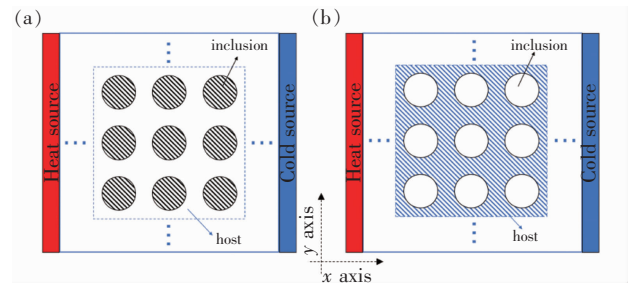 (a)
inclusion
Heat source
Cold source
host
(b)
inclusion
Heat source
Cold source
host
y axis
x axis